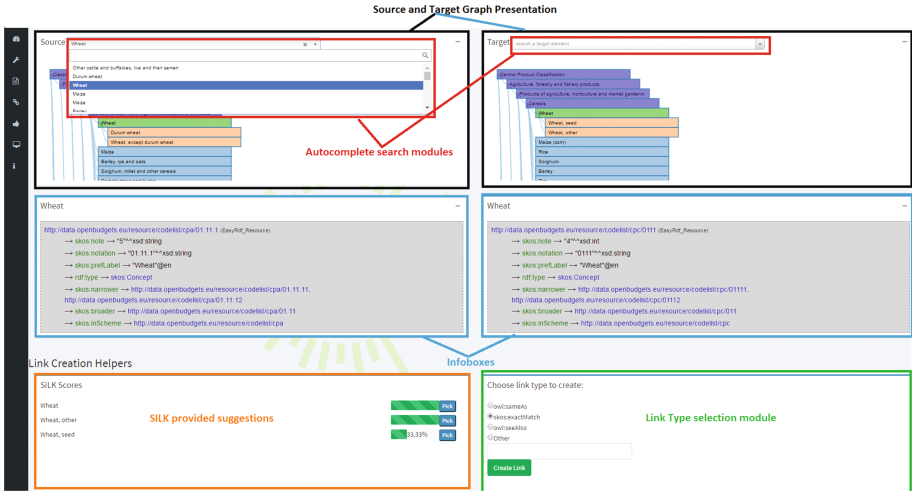 Source and Target Graph Presentation
Source
Wheat
Other cattle and buffaloes, live and their semen
Durum wheat
Wheat
Maize
Maize
Wheat
Durum wheat
Wheat, except durum wheat
Maize
Barley, rye and oats
Sorghum, millet and other cereals
Target
search a target element
Central Product Classification
Agriculture, forestry and fishery products
Products of agriculture, horticulture and market gardening
Cereals
Wheat
Wheat, seed
Wheat, other
Maize (corn)
Rice
Sorghum
Barley
Autocomplete search modules
Wheat
http://data.openbudgets.eu/resource/codelist/cpa/01.11.1 (EasyRdf_Resource)
→ skos:note → "5"^^xsd:string
→ skos:notation → "01.11.1"^^xsd:string
→ skos:prefLabel → "Wheat"@en
→ rdf:type → skos:Concept
→ skos:narrower → http://data.openbudgets.eu/resource/codelist/cpa/01.11.11,
http://data.openbudgets.eu/resource/codelist/cpa/01.11.12
→ skos:broader → http://data.openbudgets.eu/resource/codelist/cpa/01.11
→ skos:inScheme → http://data.openbudgets.eu/resource/codelist/cpa
Wheat
http://data.openbudgets.eu/resource/codelist/cpc/0111 (EasyRdf_Resource)
→ skos:note → "4"^^xsd:int
→ skos:notation → "0111"^^xsd:string
→ skos:prefLabel → "Wheat"@en
→ rdf:type → skos:Concept
→ skos:narrower → http://data.openbudgets.eu/resource/codelist/cpc/01111,
http://data.openbudgets.eu/resource/codelist/cpc/01112
→ skos:broader → http://data.openbudgets.eu/resource/codelist/cpc/011
→ skos:inScheme → http://data.openbudgets.eu/resource/codelist/cpc
Infoboxes
Link Creation Helpers
SiLK Scores
Wheat Pick
Wheat, other Pick
Wheat, seed 33.33% Pick
SILK provided suggestions
Choose link type to create:
owl:sameAs
skos:exactMatch
owl:seeAlso
Other
Create Link
Link Type selection module